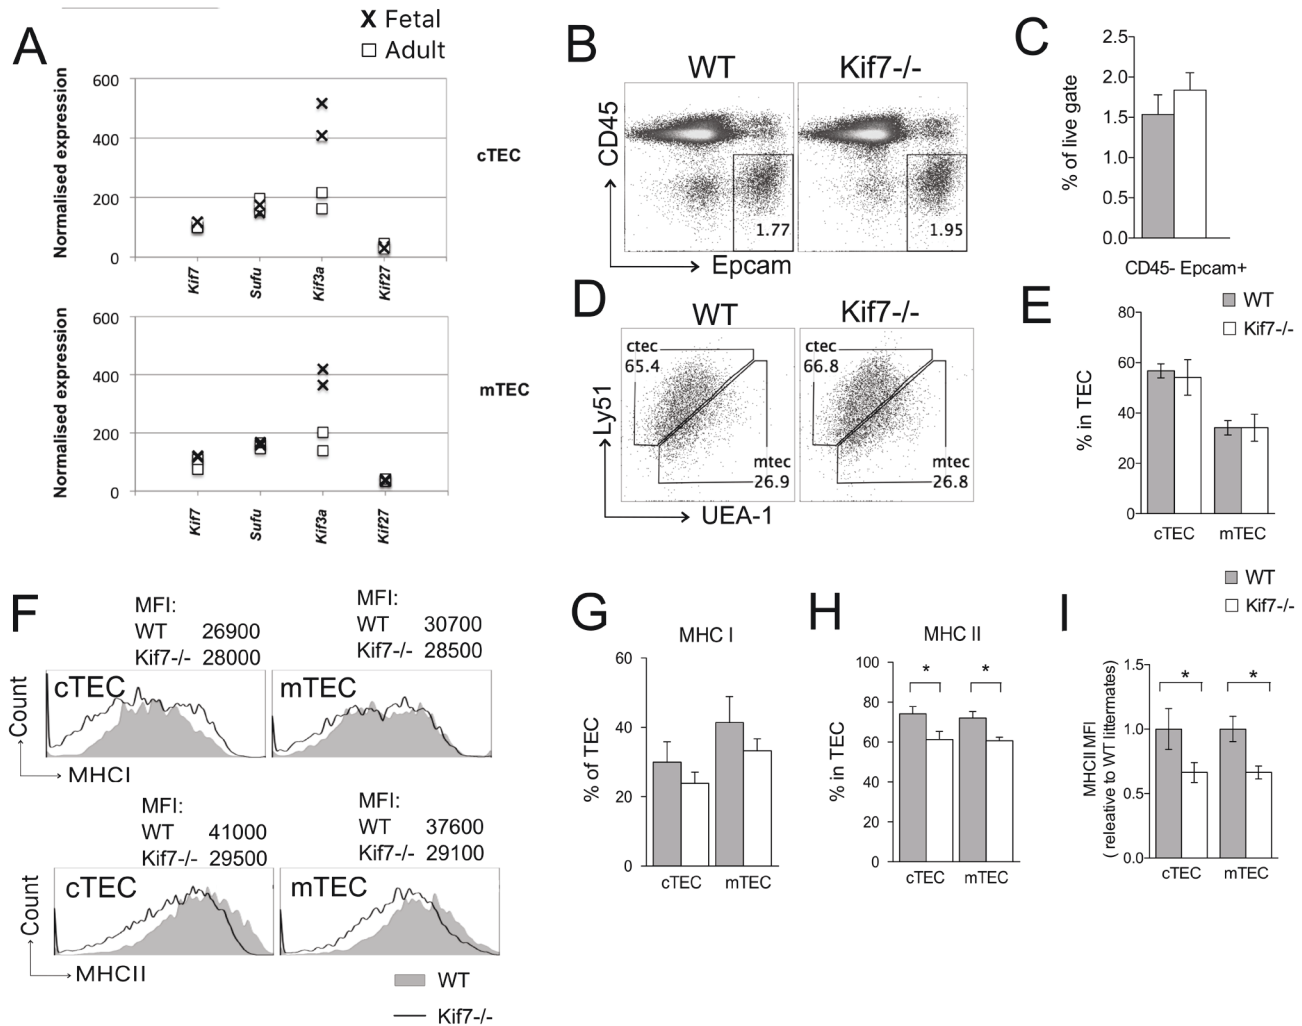 A
X Fetal
Adult
Normalised expression
600
400
200
0
Kif7
Sufu
Kif3a
Kif27
cTEC
Normalised expression
600
400
200
0
Kif7
Sufu
Kif3a
Kif27
mTEC
B
WT
Kif7-/-
CD45
1.77
1.95
Epcam
C
% of live gate
2.5
2.0
1.5
1.0
0.5
0.0
CD45- Epcam+
D
WT
Kif7-/-
Ly51
ctec
65.4
mtec
26.9
ctec
66.8
mtec
26.8
UEA-1
E
WT
Kif7-/-
% in TEC
80
60
40
20
0
cTEC
mTEC
F
MFI:
WT 26900
Kif7-/- 28000
MFI:
WT 30700
Kif7-/- 28500
Count
cTEC
mTEC
MHCI
MFI:
WT 41000
Kif7-/- 29500
MFI:
WT 37600
Kif7-/- 29100
Count
cTEC
mTEC
MHCII
WT
Kif7-/-
G
MHC I
% of TEC
60
40
20
0
cTEC
mTEC
H
MHC II
% in TEC
100
80
60
40
20
0
*
*
cTEC
mTEC
WT
Kif7-/-
I
MHCII MFI
( releative to WT littermates)
1.5
1.0
0.5
0.0
*
*
cTEC
mTEC